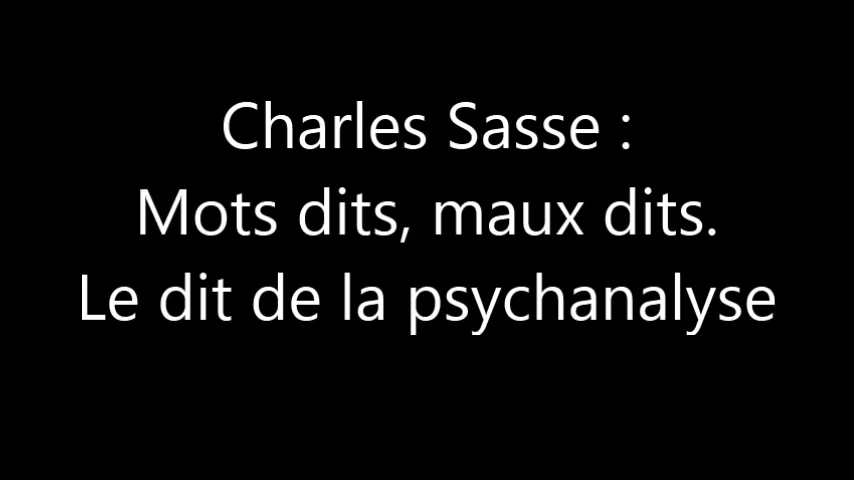 Charles Sasse :
Mots dits, maux dits.
Le dit de la psychanalyse